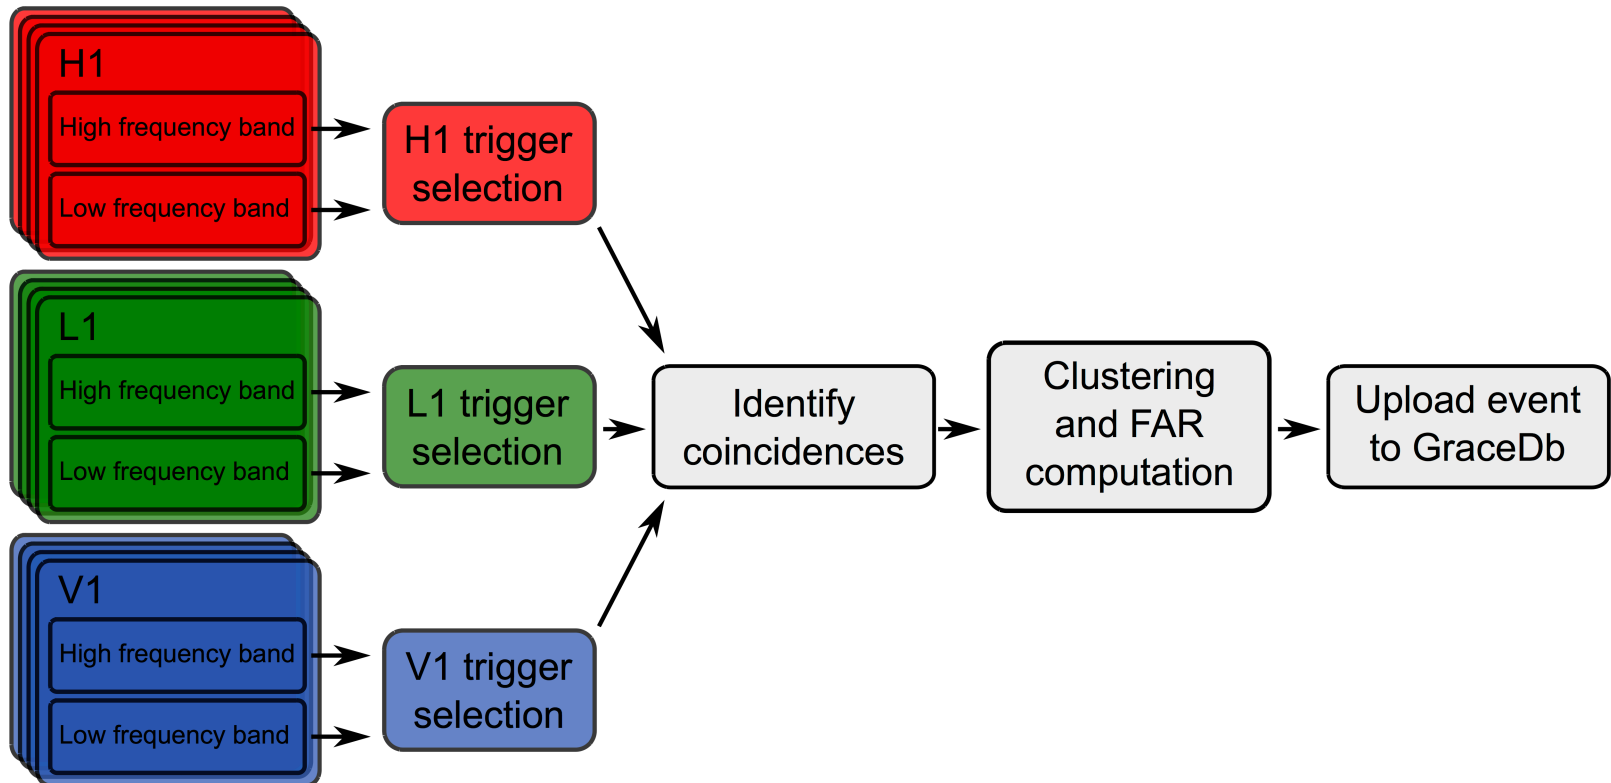 H1
High frequency band
Low frequency band
H1 trigger
selection
L1
High frequency band
Low frequency band
L1 trigger
selection
V1
High frequency band
Low frequency band
V1 trigger
selection
Identify
coincidences
Clustering
and FAR
computation
Upload event
to GraceDb